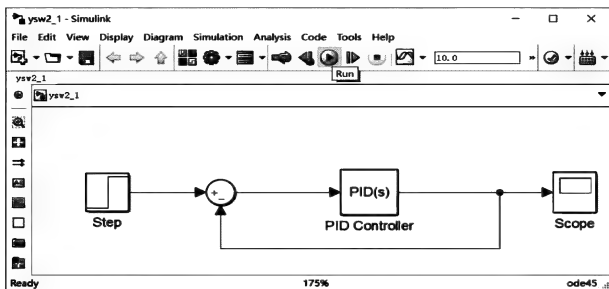 ysw2_1 - Simulink
File Edit View Display Diagram Simulation Analysis Code Tools Help
10.0
»
Run
ysw2_1
ysw2_1
Step
+
-
PID(s)
PID Controller
Scope
Ready 175% ode45